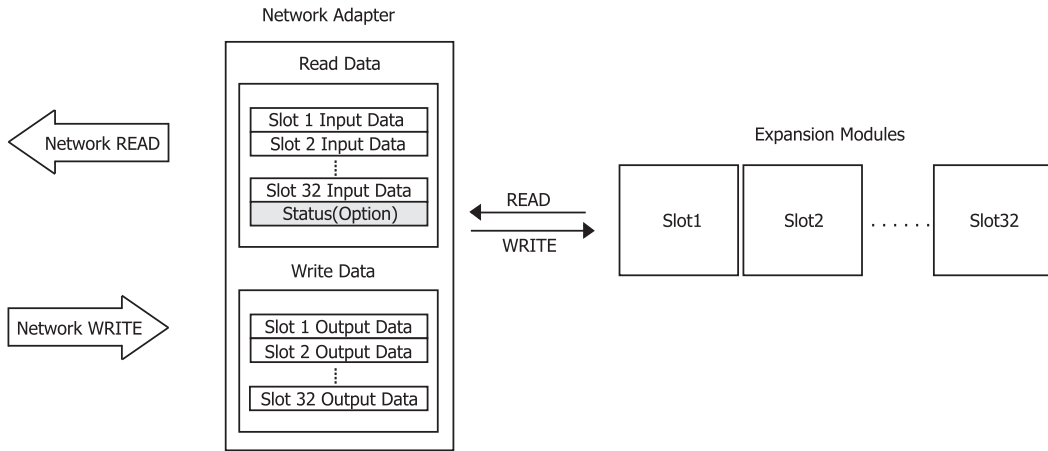 Network Adapter
Read Data
Slot 1 Input Data
Slot 2 Input Data
Slot 32 Input Data
Status(Option)
Write Data
Slot 1 Output Data
Slot 2 Output Data
Slot 32 Output Data
Network READ
Network WRITE
READ
WRITE
Expansion Modules
Slot1
Slot2
. . . . . .
Slot32